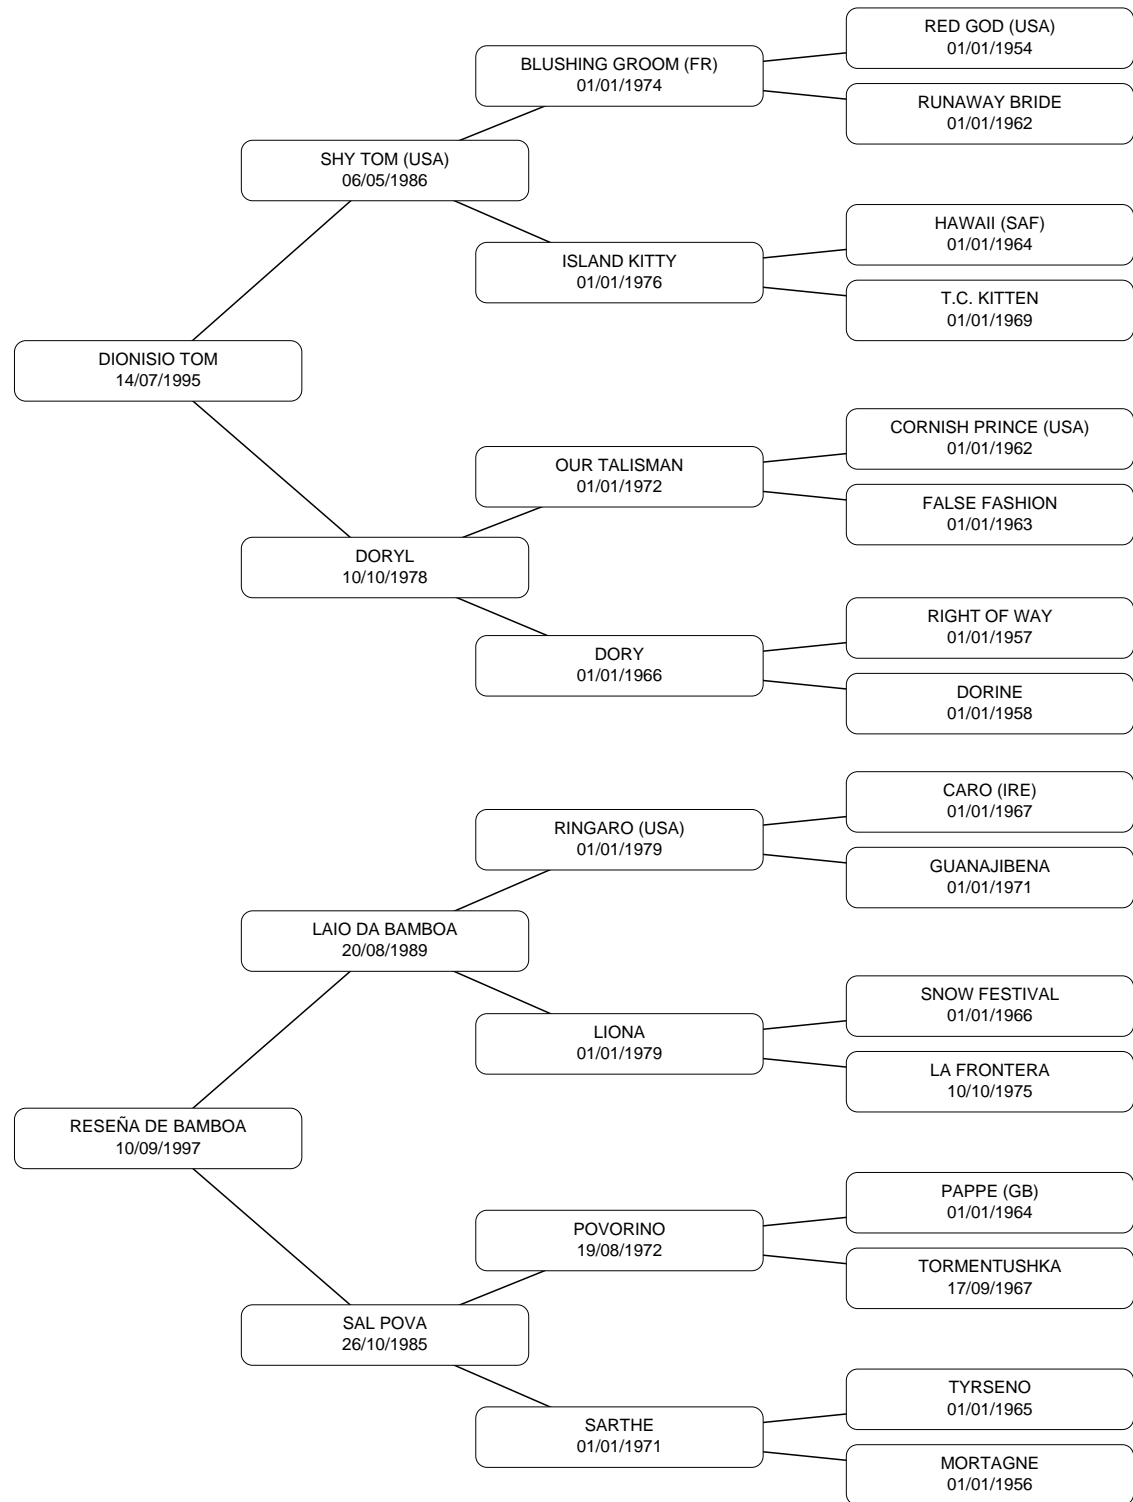 RED GOD (USA)
01/01/1954
BLUSHING GROOM (FR)
01/01/1974
RUNAWAY BRIDE
01/01/1962
SHY TOM (USA)
06/05/1986
HAWAII (SAF)
01/01/1964
ISLAND KITTY
01/01/1976
T.C. KITTEN
01/01/1969
DIONISIO TOM
14/07/1995
CORNISH PRINCE (USA)
01/01/1962
OUR TALISMAN
01/01/1972
FALSE FASHION
01/01/1963
DORYL
10/10/1978
RIGHT OF WAY
01/01/1957
DORY
01/01/1966
DORINE
01/01/1958
CARO (IRE)
01/01/1967
RINGARO (USA)
01/01/1979
GUANAJIBENA
01/01/1971
LAIO DA BAMBOA
20/08/1989
SNOW FESTIVAL
01/01/1966
LIONA
01/01/1979
LA FRONTERA
10/10/1975
RESEÑA DE BAMBOA
10/09/1997
PAPPE (GB)
01/01/1964
POVORINO
19/08/1972
TORMENTUSHKA
17/09/1967
SAL POVA
26/10/1985
TYRSENO
01/01/1965
SARTHE
01/01/1971
MORTAGNE
01/01/1956